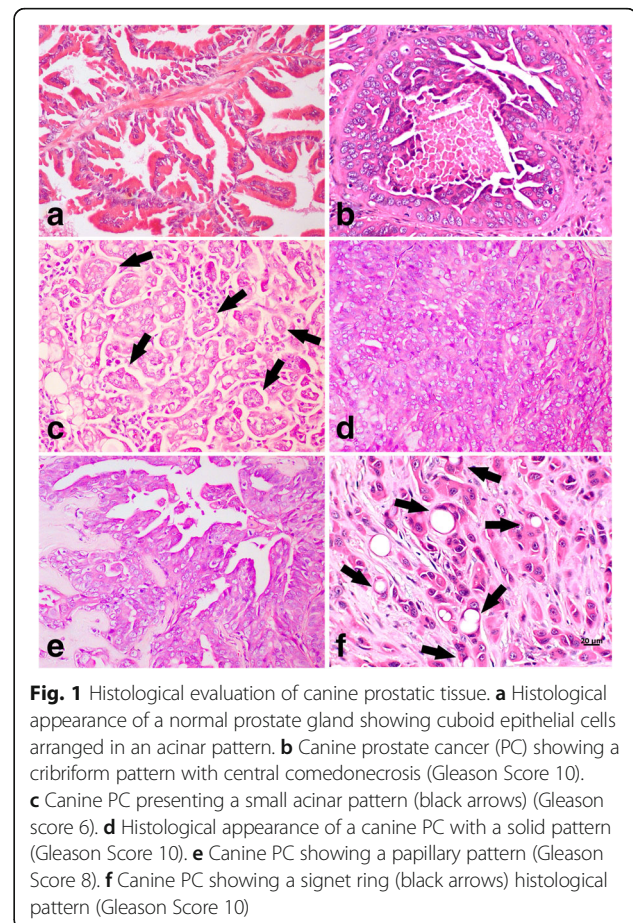 a
b
c
d
e
f
20 um
Fig. 1 Histological evaluation of canine prostatic tissue. a Histological
appearance of a normal prostate gland showing cuboid epithelial cells
arranged in an acinar pattern. b Canine prostate cancer (PC) showing a
cribriform pattern with central comedonecrosis (Gleason Score 10).
c Canine PC presenting a small acinar pattern (black arrows) (Gleason
score 6). d Histological appearance of a canine PC with a solid pattern
(Gleason Score 10). e Canine PC showing a papillary pattern (Gleason
Score 8). f Canine PC showing a signet ring (black arrows) histological
pattern (Gleason Score 10)